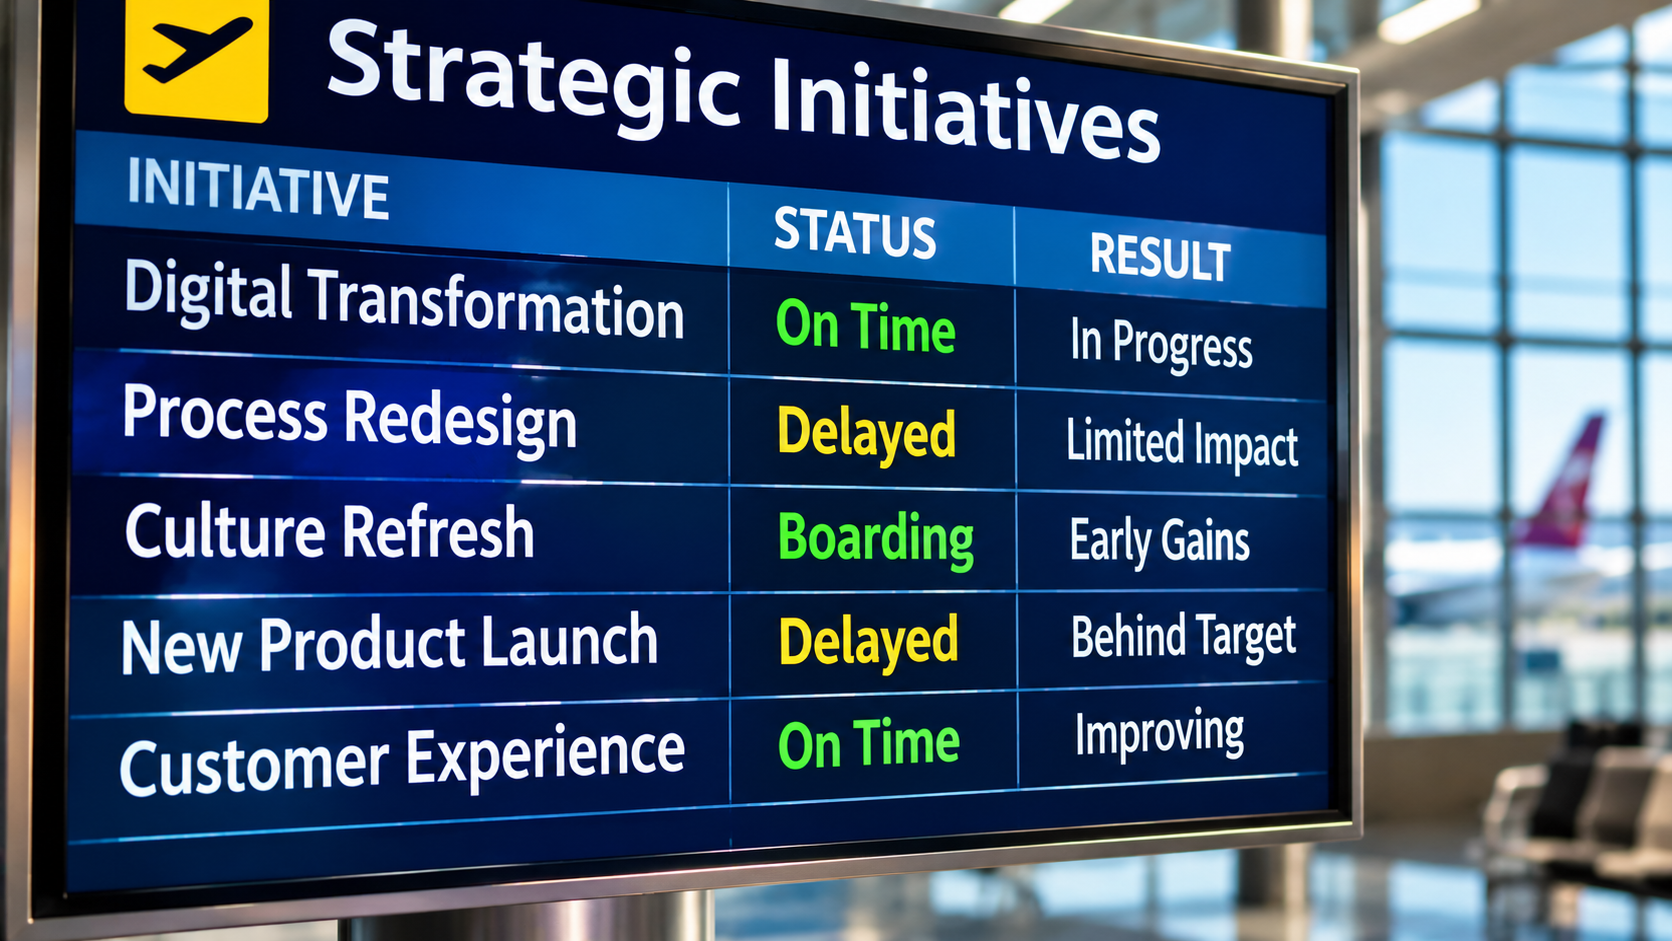 Strategic Initiatives
INITIATIVE STATUS RESULT
Digital Transformation On Time In Progress
Process Redesign Delayed Limited Impact
Culture Refresh Boarding Early Gains
New Product Launch Delayed Behind Target
Customer Experience On Time Improving